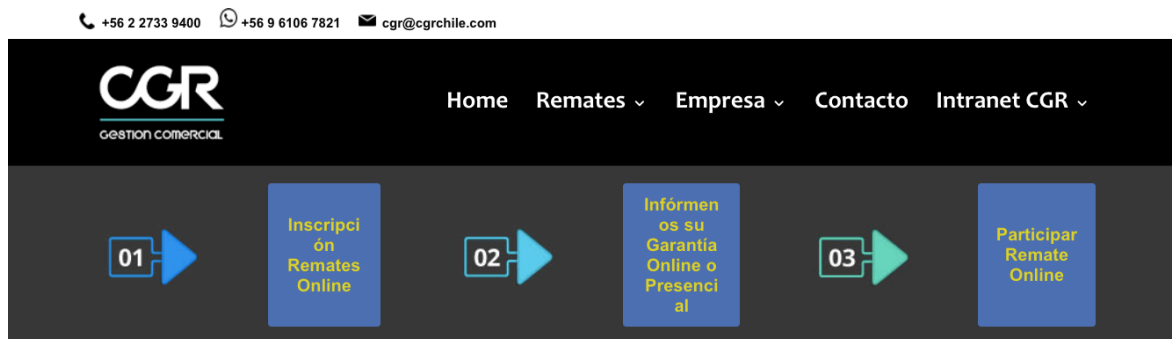 +56 2 2733 9400 +56 9 6106 7821 cgr@cgrchile.com
CGR
GESTION COMERCIAL
Home Remates Empresa Contacto Intranet CGR
01
Inscripci
ón
Remates
Online
02
Infórmen
os su
Garantía
Online o
Presenci
al
03
Participar
Remate
Online